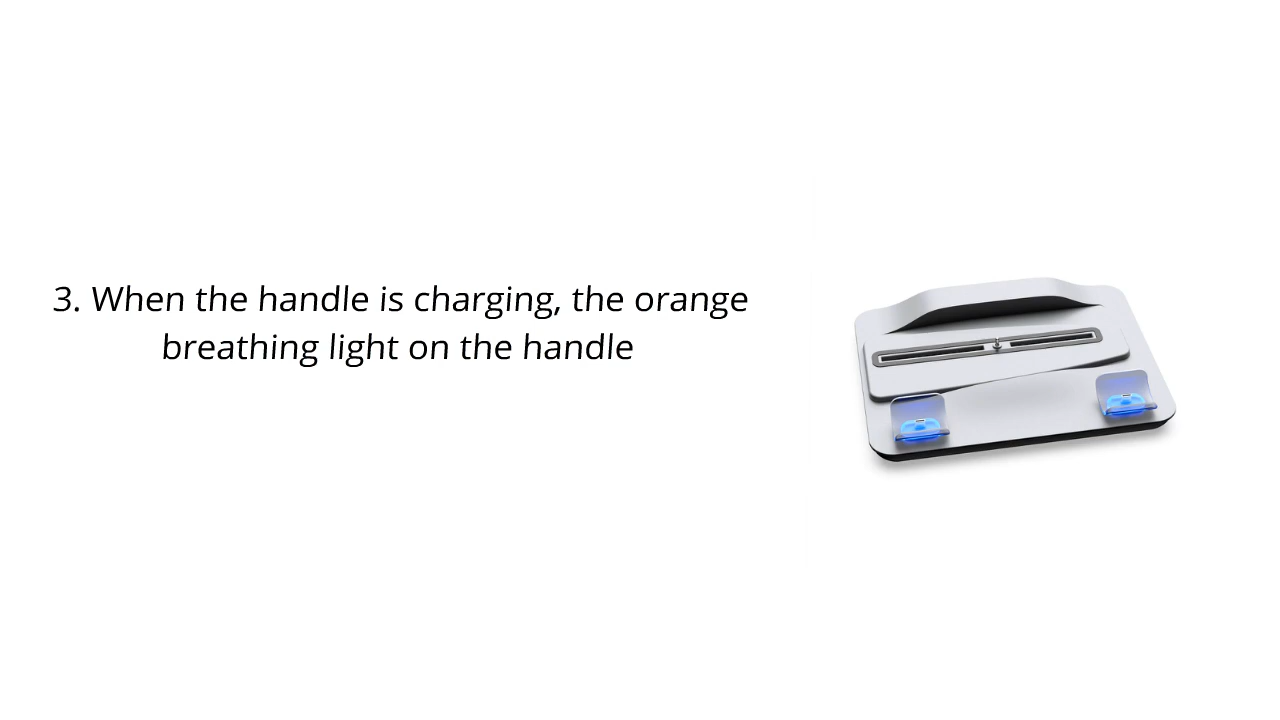 3. When the handle is charging, the orange
breathing light on the handle